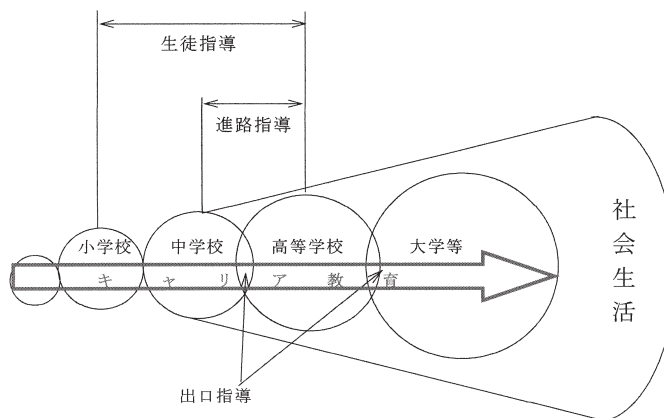 生徒指導
進路指導
小学校
中学校
高等学校
大学等
キャリア教育
社会生活
出口指導